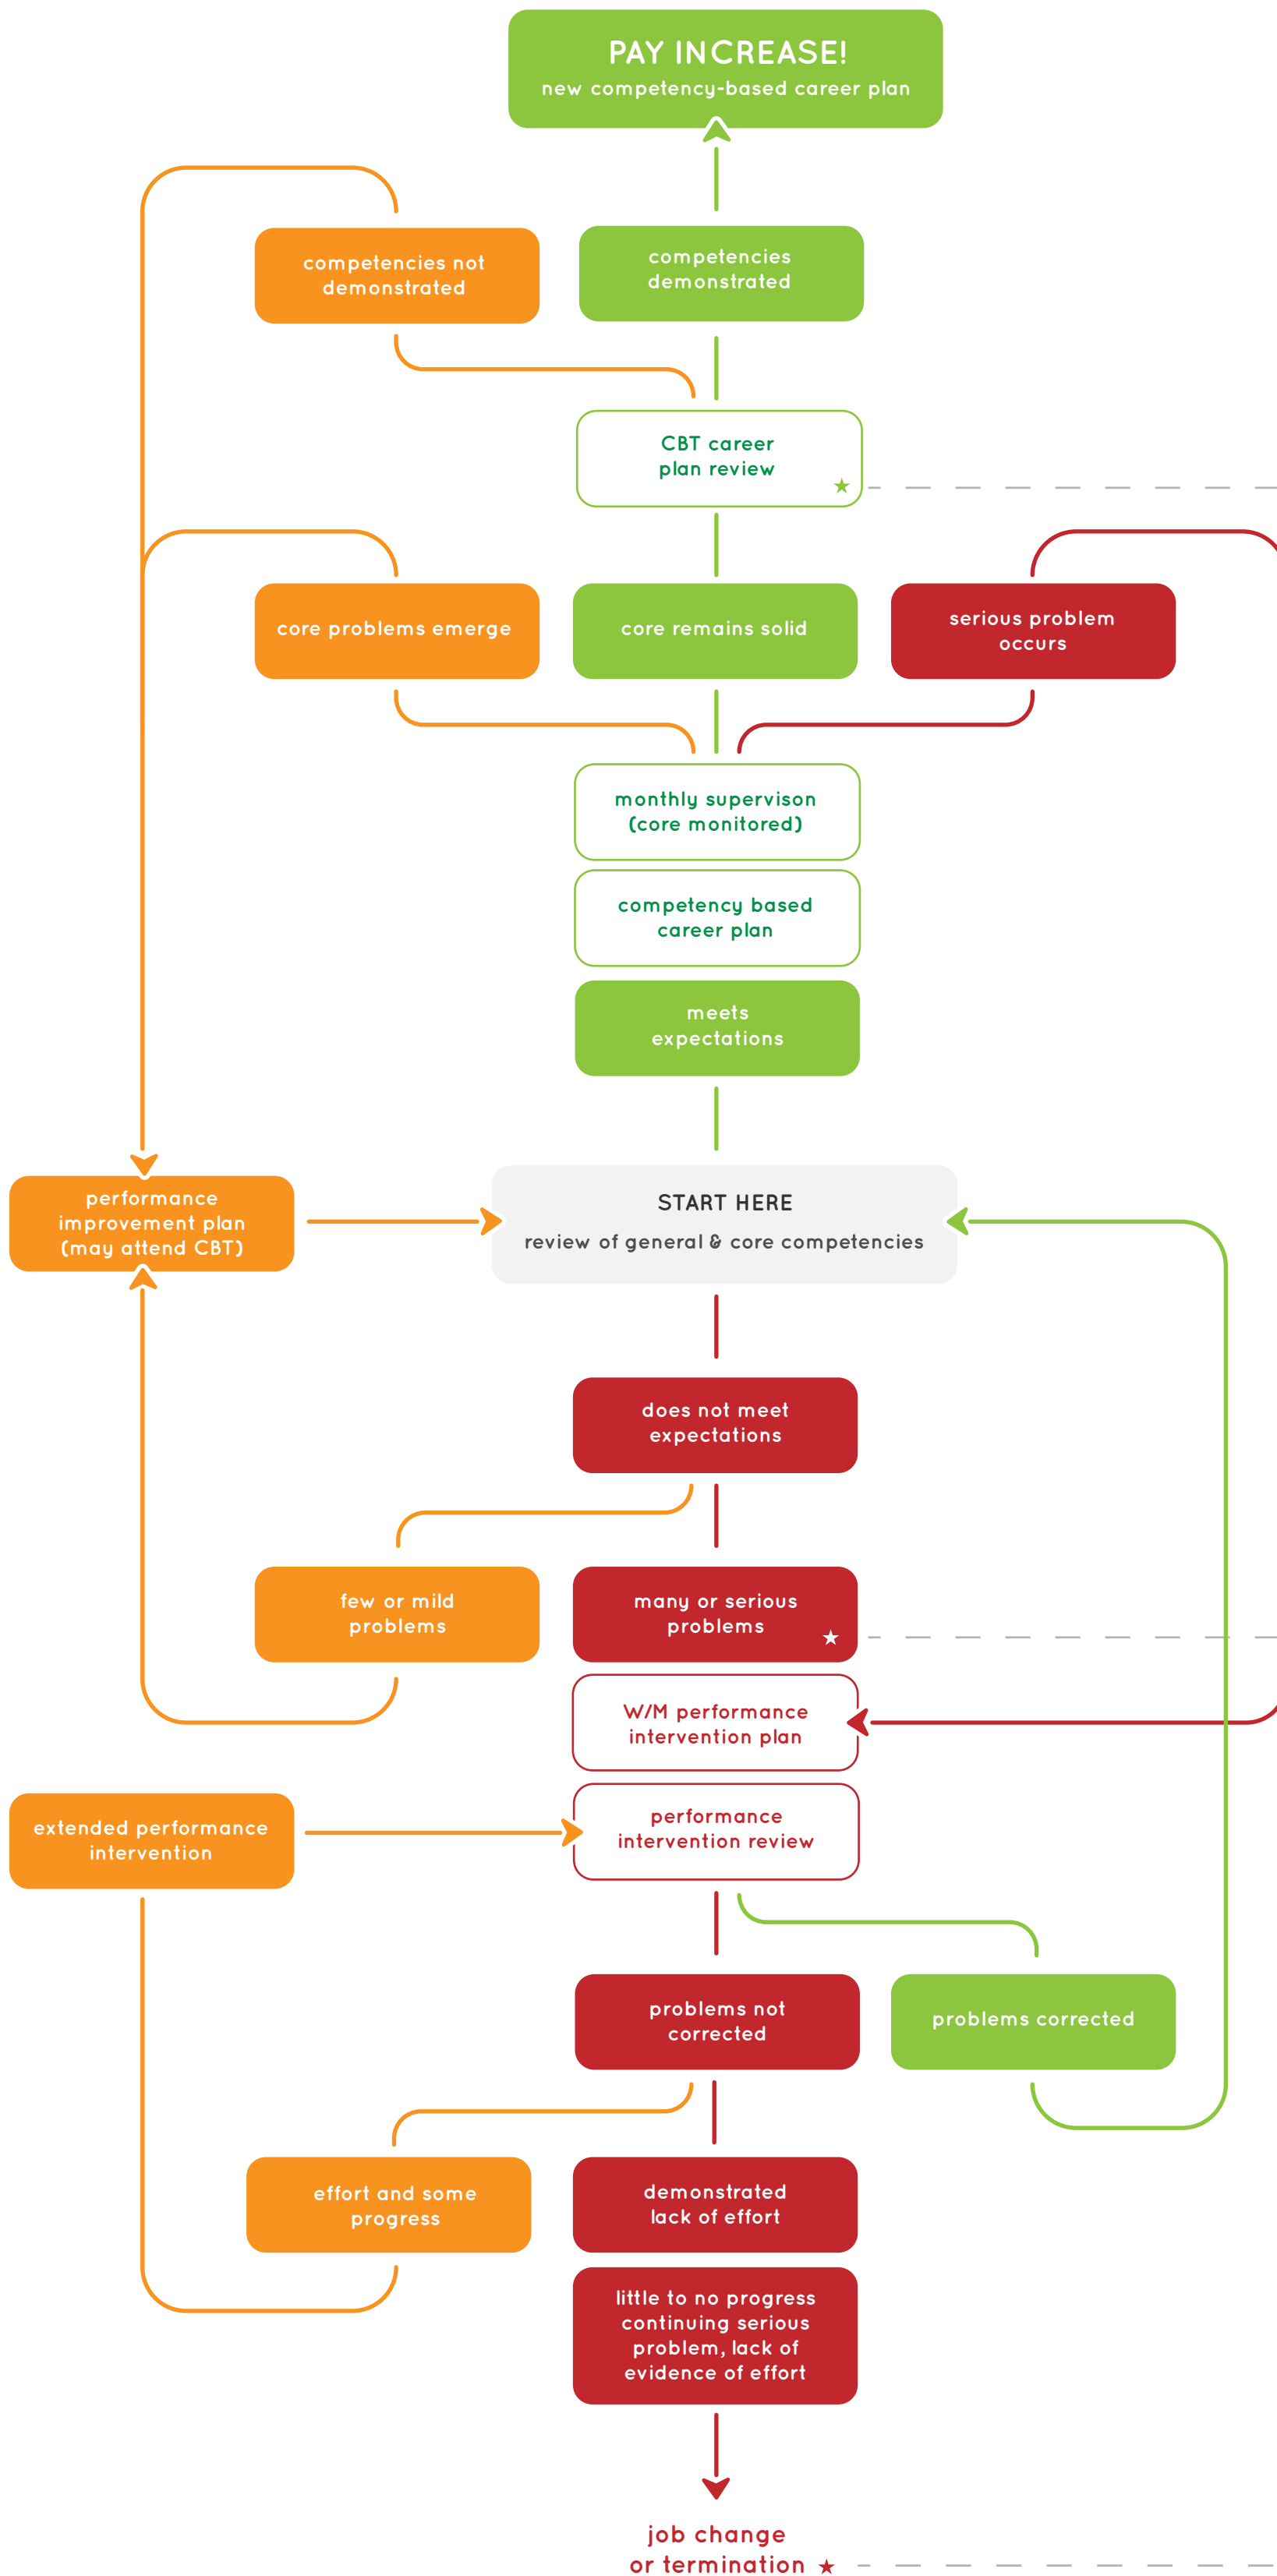 PAY INCREASE!
new competency-based career plan
competencies not
demonstrated
competencies
demonstrated
CBT career
plan review
core problems emerge
core remains solid
serious problem
occurs
monthly supervison
(core monitored)
competency based
career plan
meets
expectations
performance
improvement plan
(may attend CBT)
START HERE
review of general & core competencies
does not meet
expectations
few or mild
problems
many or serious
problems
W/M performance
intervention plan
extended performance
intervention
performance
intervention review
problems not
corrected
problems corrected
effort and some
progress
demonstrated
lack of effort
little to no progress
continuing serious
problem, lack of
evidence of effort
job change
or termination